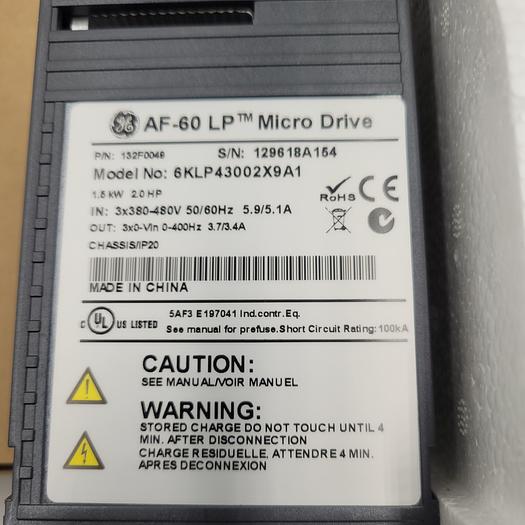 AF-60 LP™ Micro Drive
P/N: 132F0049 S/N: 129618A154
Model No: 6KLP43002X9A1
1.5 kW 2.0 HP
IN: 3x380-480V 50/60Hz 5.9/5.1A
OUT: 3x0-Vin 0-400Hz 3.7/3.4A
CHASSIS/IP20
RoHS CE
MADE IN CHINA
C UL US LISTED 5AF3 E197041 Ind.contr.Eq.
See manual for prefuse.Short Circuit Rating:100kA
CAUTION:
SEE MANUAL/VOIR MANUEL
WARNING:
STORED CHARGE DO NOT TOUCH UNTIL 4
MIN. AFTER DISCONNECTION
CHARGE RESIDUELLE, ATTENDRE 4 MIN.
APRES DECONNEXION